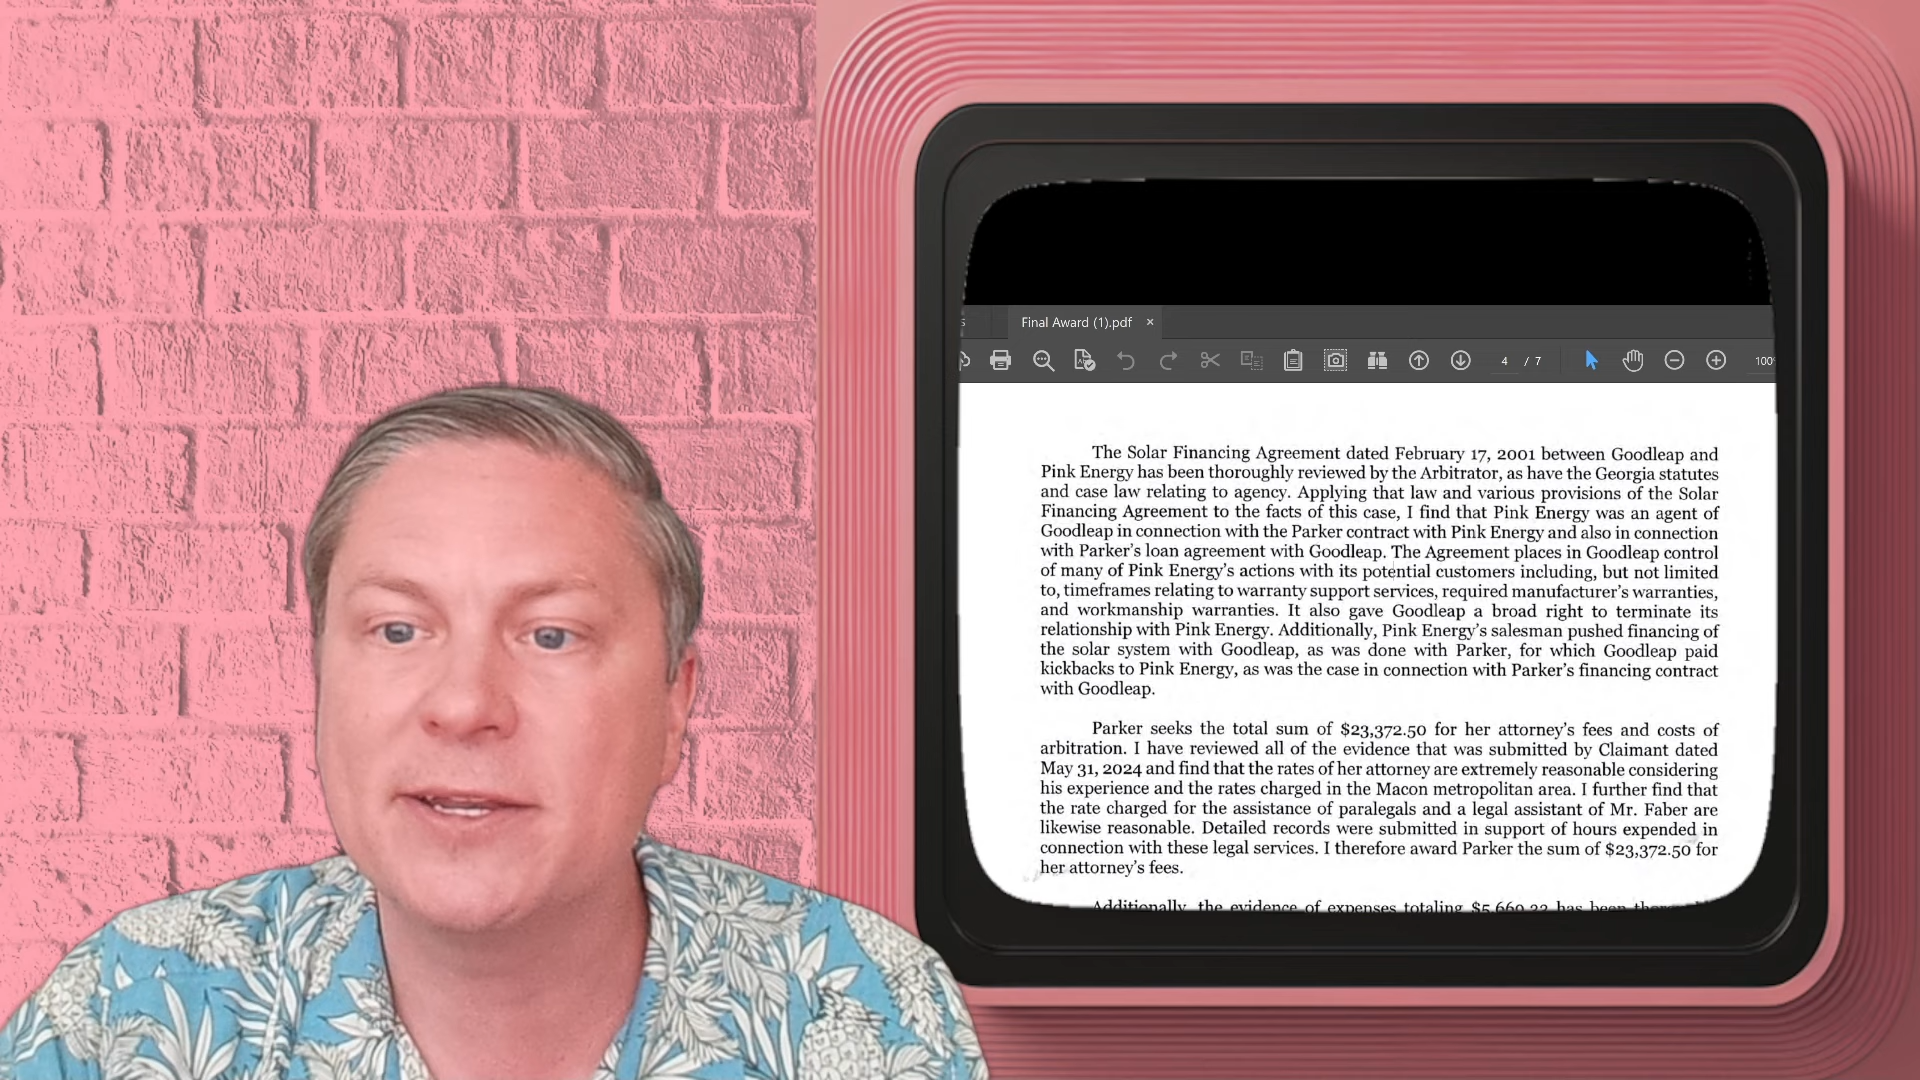 Final Award (1).pdf
4 / 7
100
The Solar Financing Agreement dated February 17, 2001 between Goodleap and
Pink Energy has been thoroughly reviewed by the Arbitrator, as have the Georgia statutes
and case law relating to agency. Applying that law and various provisions of the Solar
Financing Agreement to the facts of this case, I find that Pink Energy was an agent of
Goodleap in connection with the Parker contract with Pink Energy and also in connection
with Parker's loan agreement with Goodleap. The Agreement places in Goodleap control
of many of Pink Energy's actions with its potential customers including, but not limited
to, timeframes relating to warranty support services, required manufacturer's warranties,
and workmanship warranties. It also gave Goodleap a broad right to terminate its
relationship with Pink Energy. Additionally, Pink Energy's salesman pushed financing of
the solar system with Goodleap, as was done with Parker, for which Goodleap paid
kickbacks to Pink Energy, as was the case in connection with Parker's financing contract
with Goodleap.
Parker seeks the total sum of $23,372.50 for her attorney's fees and costs of
arbitration. I have reviewed all of the evidence that was submitted by Claimant dated
May 31, 2024 and find that the rates of her attorney are extremely reasonable considering
his experience and the rates charged in the Macon metropolitan area. I further find that
the rate charged for the assistance of paralegals and a legal assistant of Mr. Faber are
likewise reasonable. Detailed records were submitted in support of hours expended in
connection with these legal services. I therefore award Parker the sum of $23,372.50 for
her attorney's fees.
Additionally, the evidence of expenses totaling $5,669.33 has been